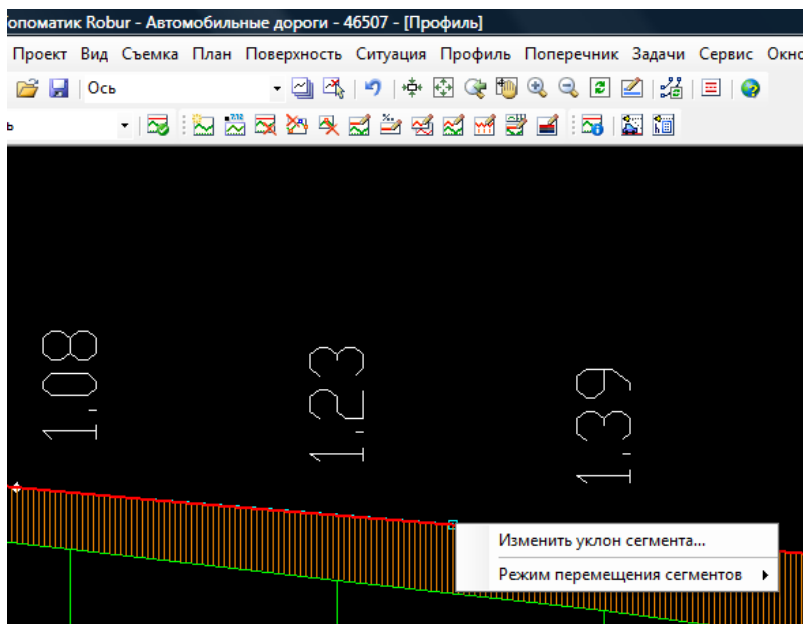 опоматик Robur - Автомобильные дороги - 46507 - [Профиль]
Проект Вид Съемка План Поверхность Ситуация Профиль Поперечник Задачи Сервис Окно
Ось
ь
1.08
1.23
1.39
Изменить уклон сегмента...
Режим перемещения сегментов